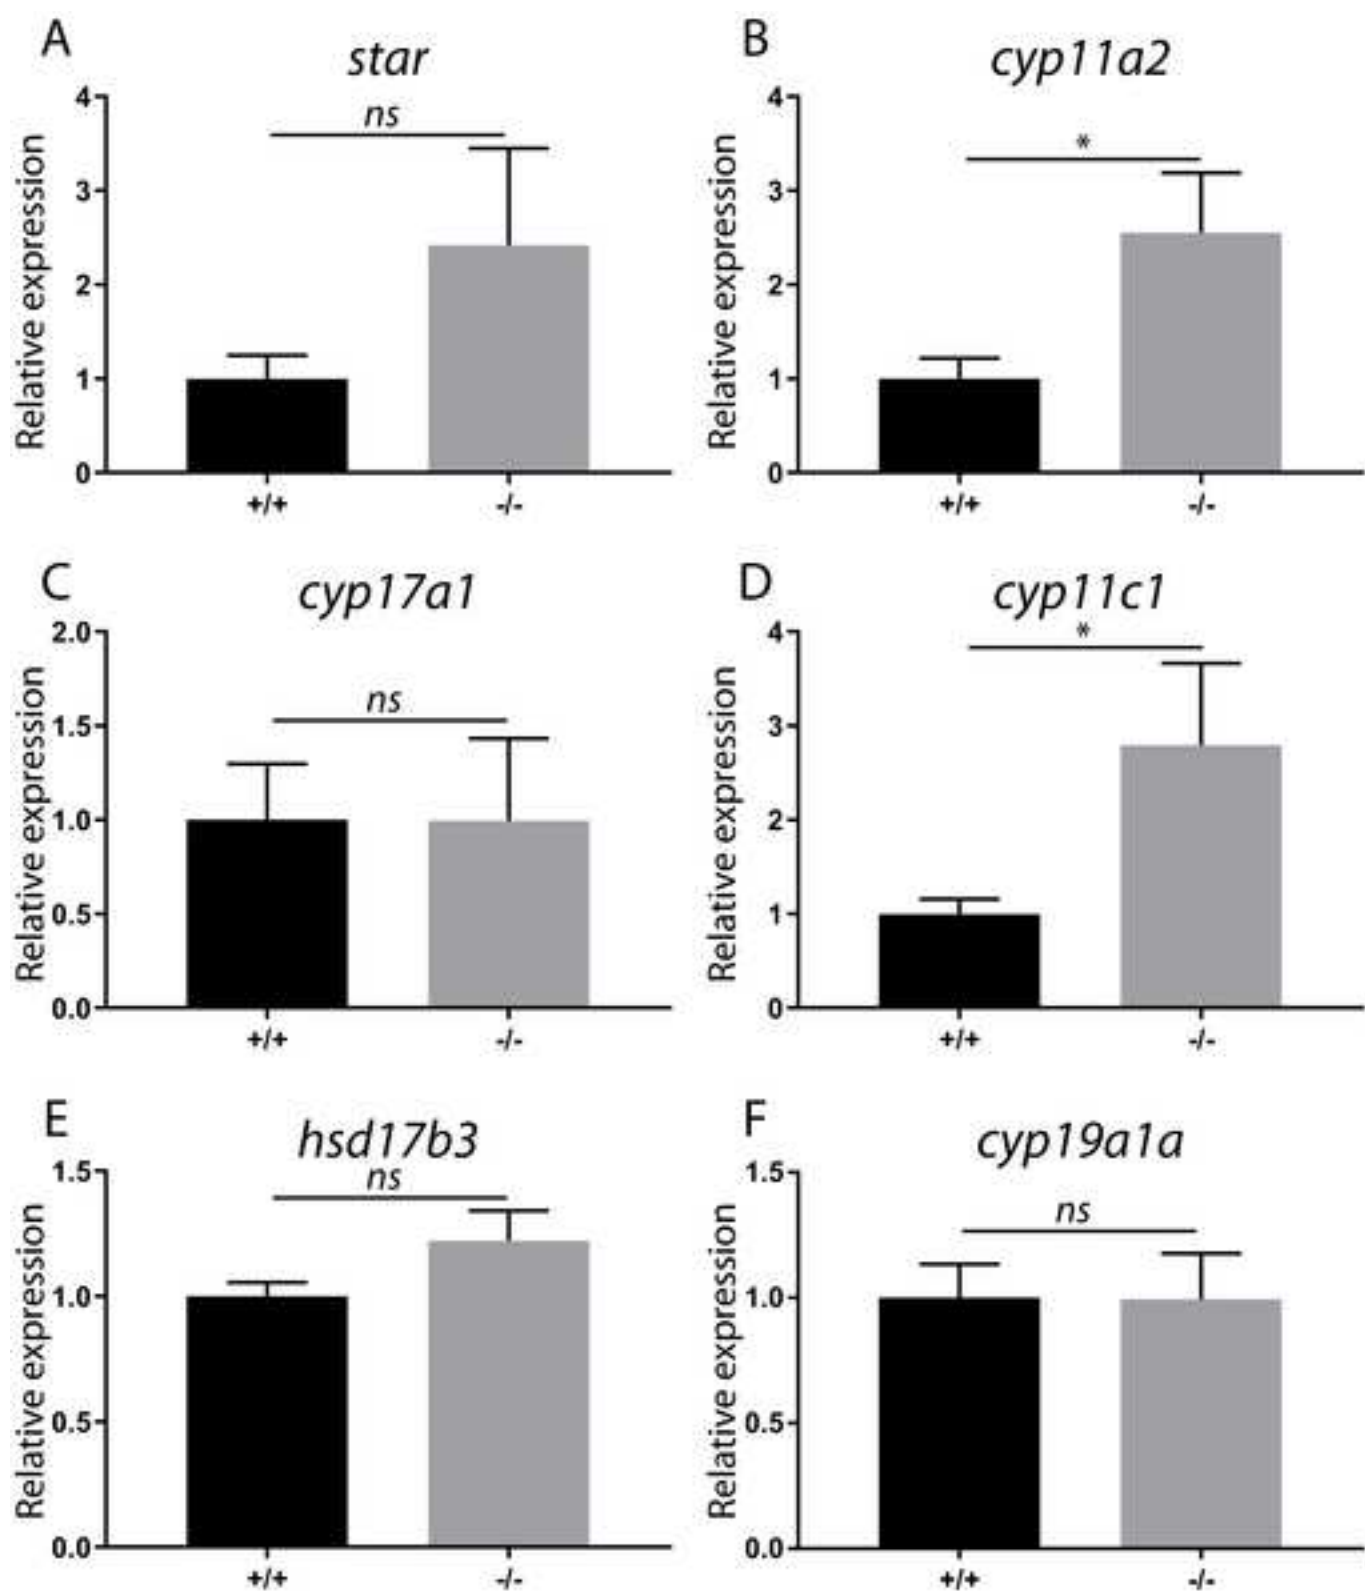 A
star
Relative expression
4
3
2
1
0
ns
+/+
-/-
B
cyp11a2
Relative expression
4
3
2
1
0
*
+/+
-/-
C
cyp17a1
Relative expression
2.0
1.5
1.0
0.5
0.0
ns
+/+
-/-
D
cyp11c1
Relative expression
4
3
2
1
0
*
+/+
-/-
E
hsd17b3
Relative expression
1.5
1.0
0.5
0.0
ns
+/+
-/-
F
cyp19a1a
Relative expression
1.5
1.0
0.5
0.0
ns
+/+
-/-